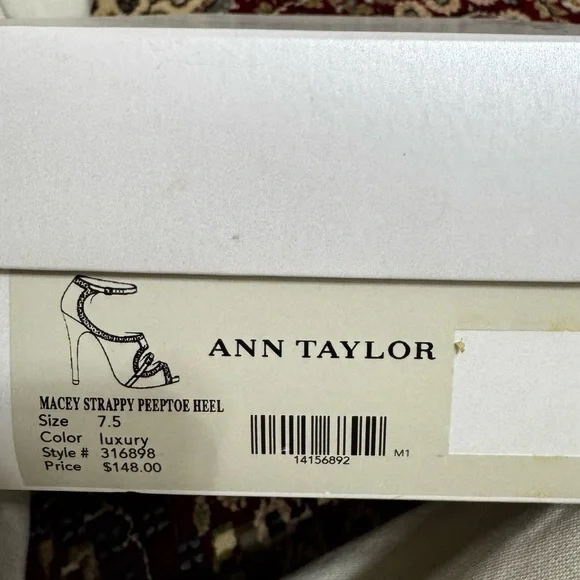 ANN TAYLOR
MACEY STRAPPY PEEPTOE HEEL
Size 7.5
Color luxury
Style # 316898
Price $148.00
14156892
M1